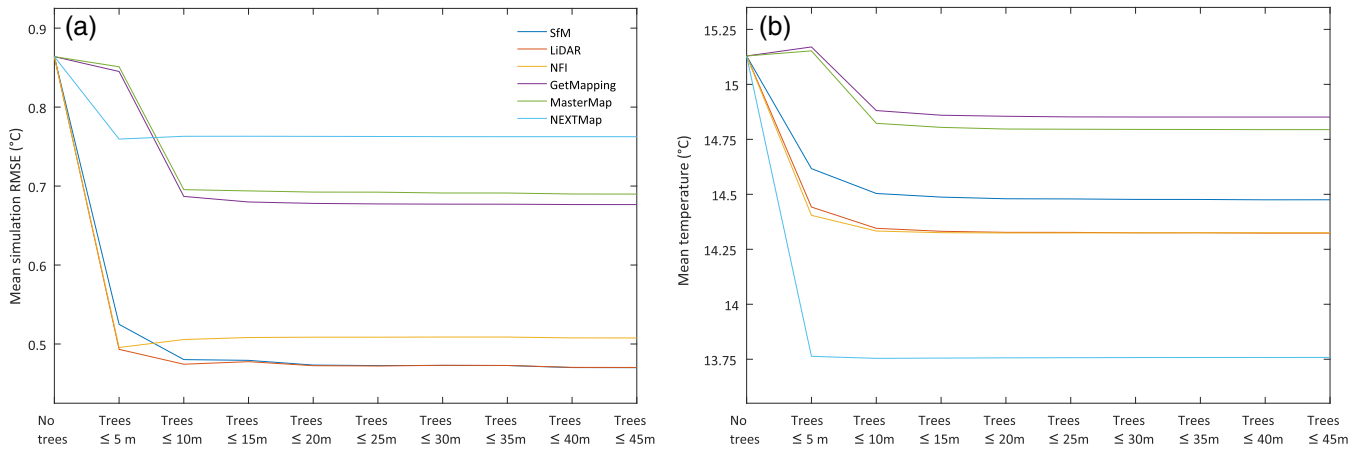 (a)
Mean simulation RMSE (°C)
0.9
0.8
0.7
0.6
0.5
SfM
LiDAR
NFI
GetMapping
MasterMap
NEXTMap
No trees
Trees ≤ 5 m
Trees ≤ 10m
Trees ≤ 15m
Trees ≤ 20m
Trees ≤ 25m
Trees ≤ 30m
Trees ≤ 35m
Trees ≤ 40m
Trees ≤ 45m
(b)
Mean temperature (°C)
15.25
15
14.75
14.5
14.25
14
13.75
No trees
Trees ≤ 5 m
Trees ≤ 10m
Trees ≤ 15m
Trees ≤ 20m
Trees ≤ 25m
Trees ≤ 30m
Trees ≤ 35m
Trees ≤ 40m
Trees ≤ 45m